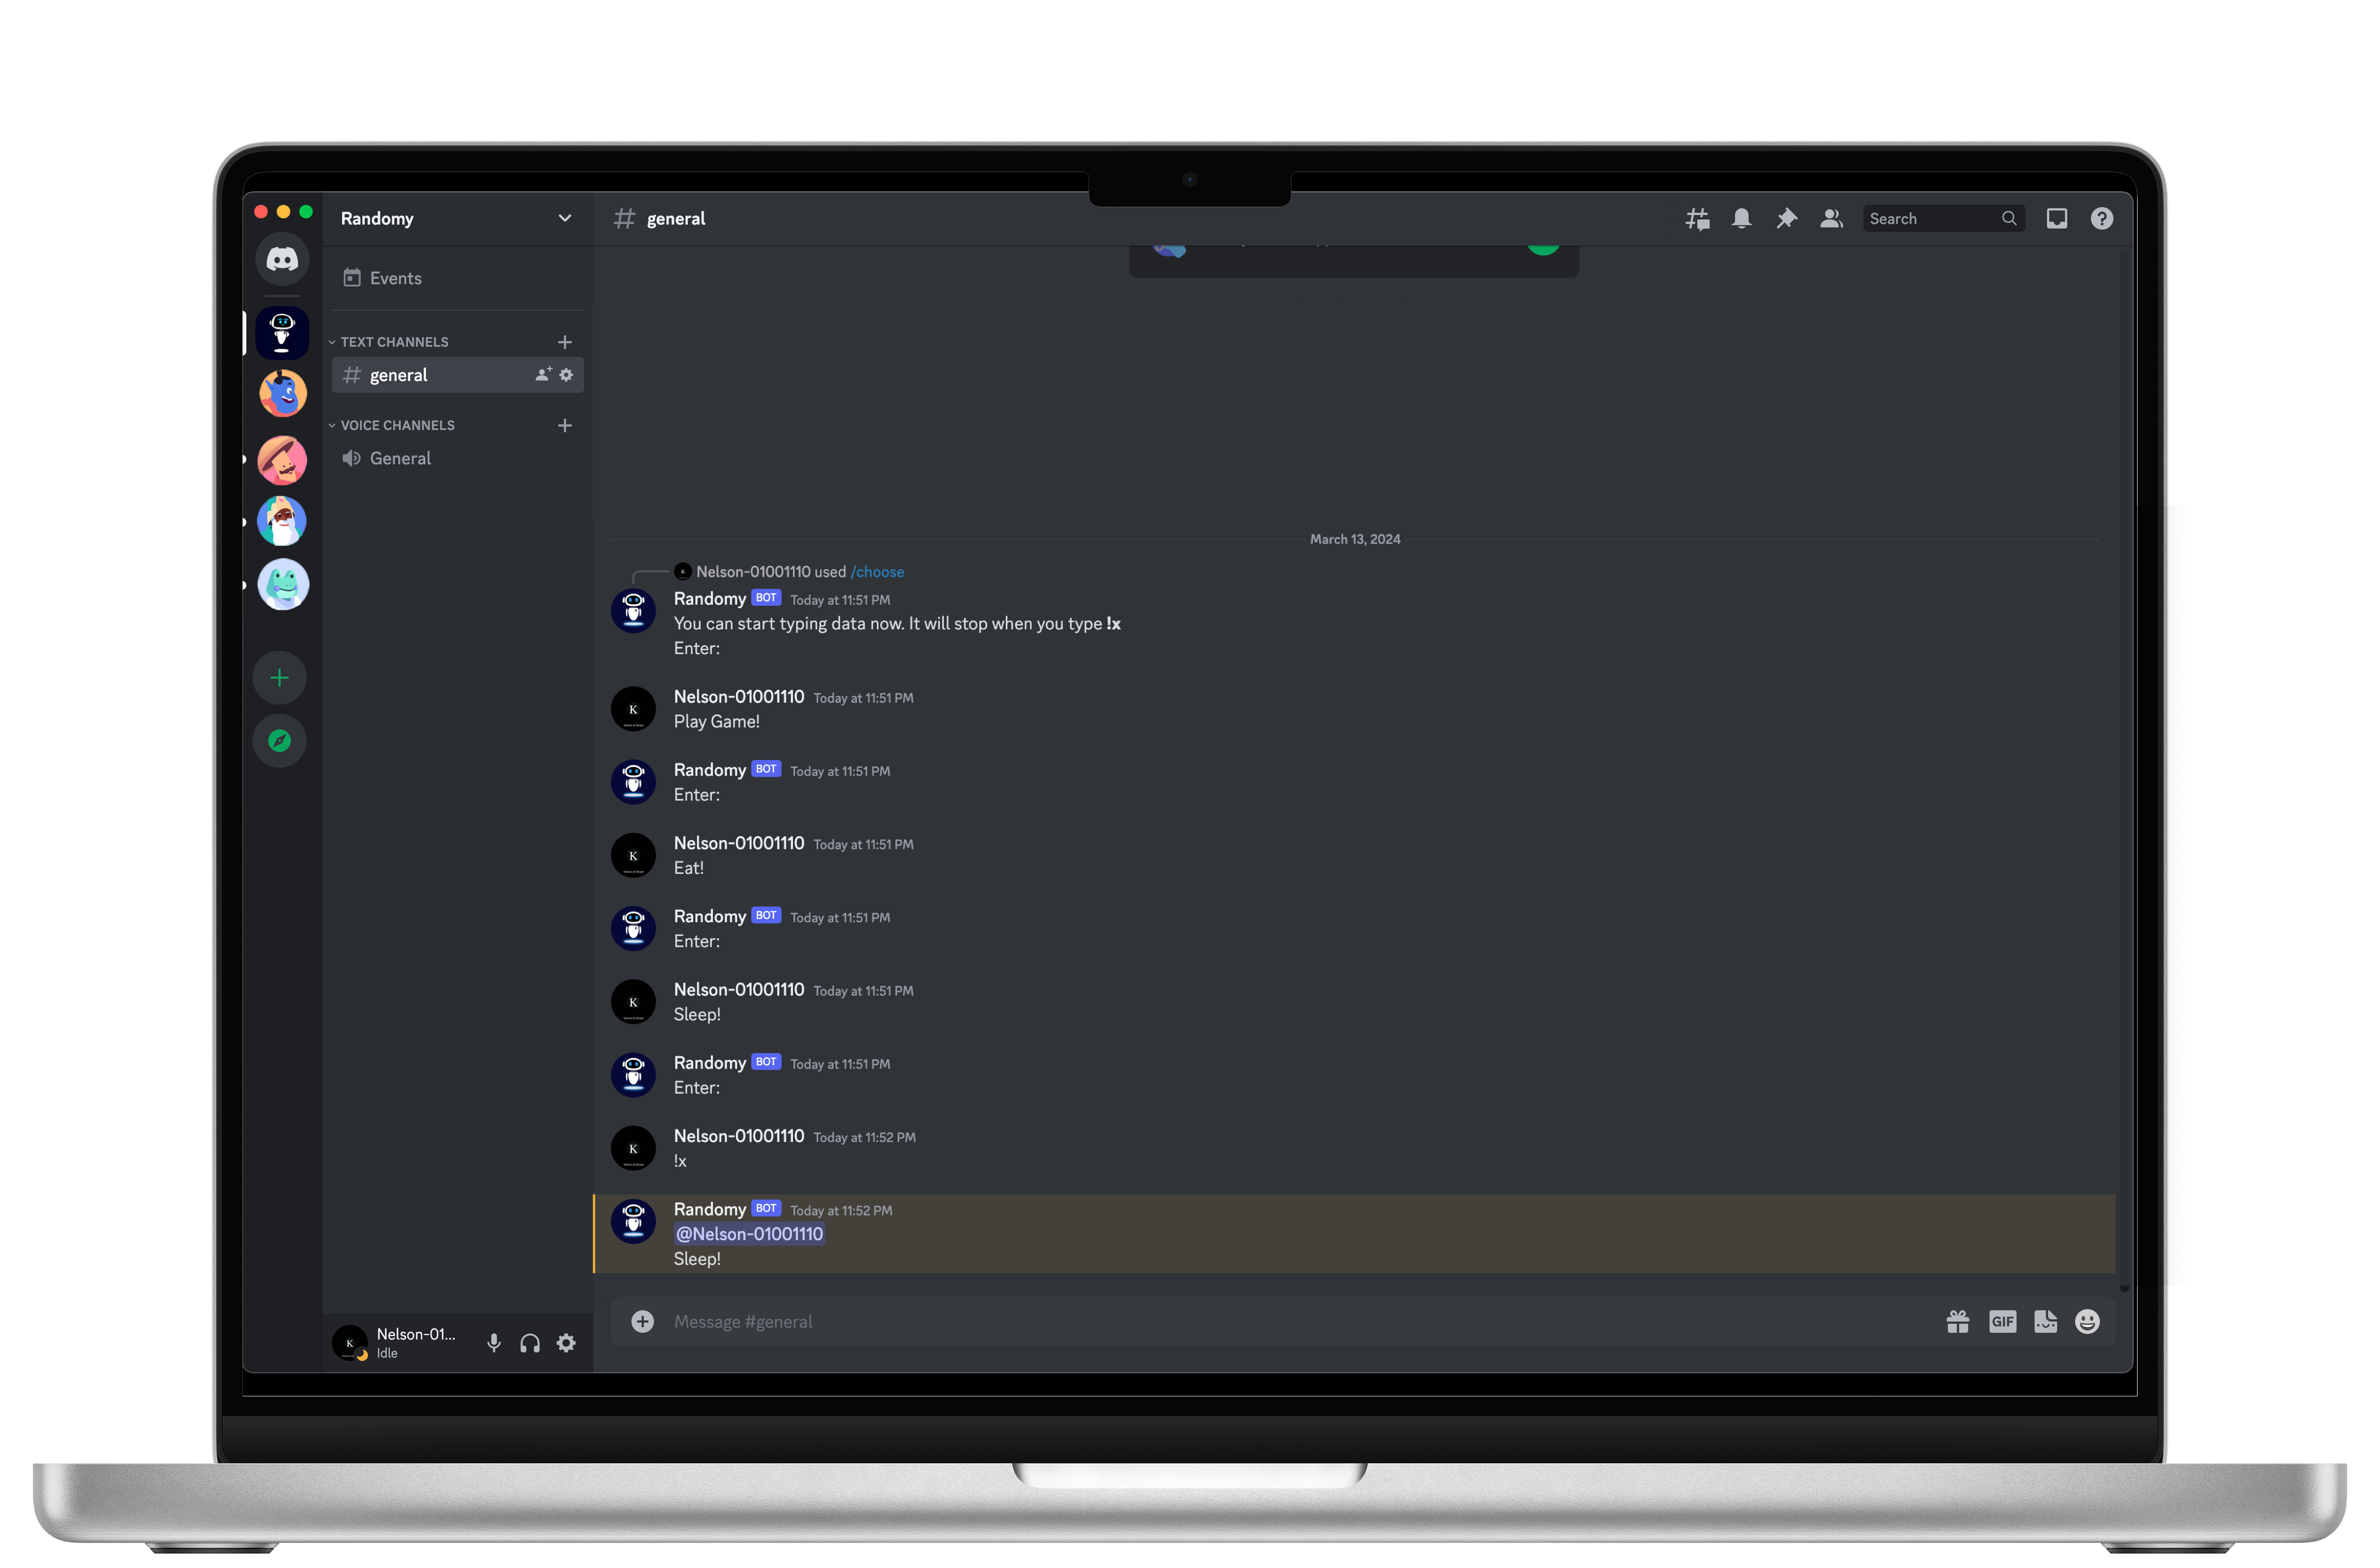 Randomy
general
Search
Events
TEXT CHANNELS
general
VOICE CHANNELS
General
March 13, 2024
Nelson-01001110 used /choose
Randomy BOT Today at 11:51 PM
You can start typing data now. It will stop when you type !x
Enter:
Nelson-01001110 Today at 11:51 PM
Play Game!
Randomy BOT Today at 11:51 PM
Enter:
Nelson-01001110 Today at 11:51 PM
Eat!
Randomy BOT Today at 11:51 PM
Enter:
Nelson-01001110 Today at 11:51 PM
Sleep!
Randomy BOT Today at 11:51 PM
Enter:
Nelson-01001110 Today at 11:52 PM
!x
Randomy BOT Today at 11:52 PM
@Nelson-01001110
Sleep!
Message #general
GIF
Nelson-01...
Idle